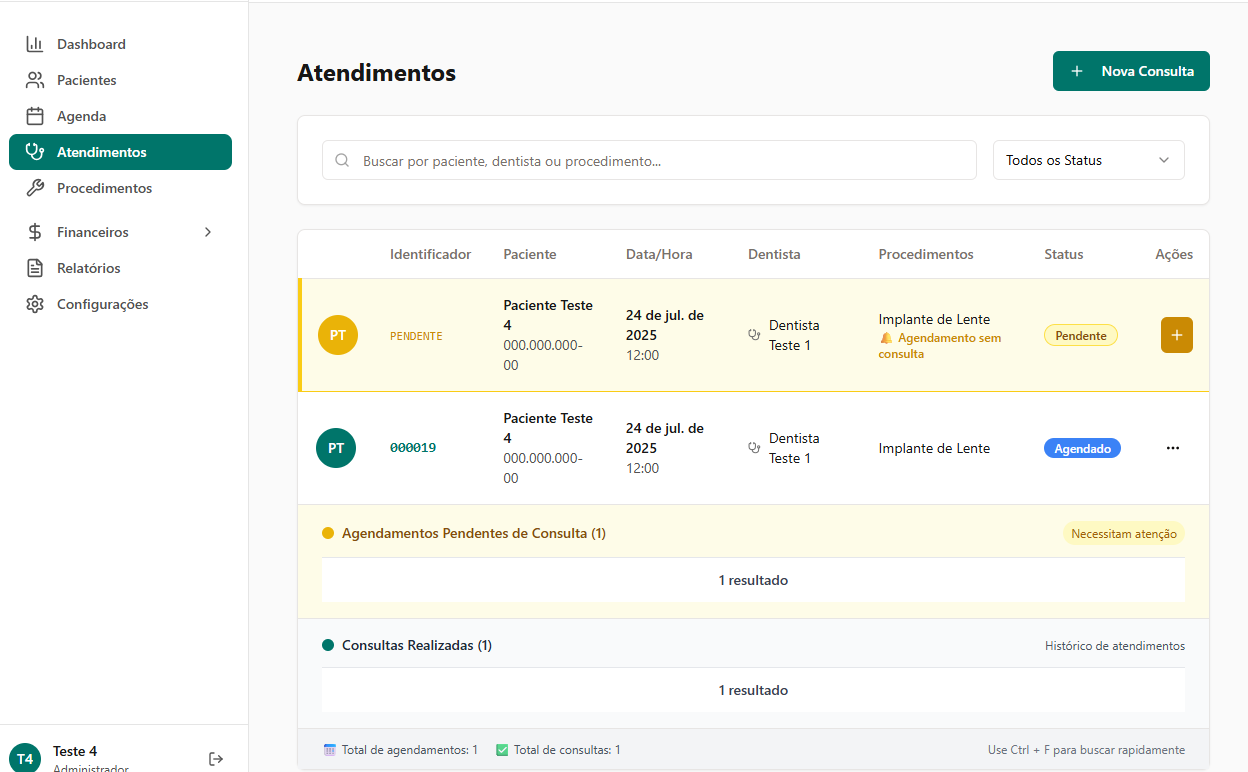 Dashboard
Pacientes
Agenda
Atendimentos
Procedimentos
Financeiros
Relatórios
Configurações
T4
Teste 4
Administrador
Atendimentos
+ Nova Consulta
Buscar por paciente, dentista ou procedimento...
Todos os Status
Identificador Paciente Data/Hora Dentista Procedimentos Status Ações
PT
PENDENTE
Paciente Teste
4
000.000.000-
00
24 de jul. de
2025
12:00
Dentista
Teste 1
Implante de Lente
Agendamento sem
consulta
Pendente
+
PT
000019
Paciente Teste
4
000.000.000-
00
24 de jul. de
2025
12:00
Dentista
Teste 1
Implante de Lente
Agendado
...
Agendamentos Pendentes de Consulta (1)
Necessitam atenção
1 resultado
Consultas Realizadas (1)
Histórico de atendimentos
1 resultado
Total de agendamentos: 1
Total de consultas: 1
Use Ctrl + F para buscar rapidamente